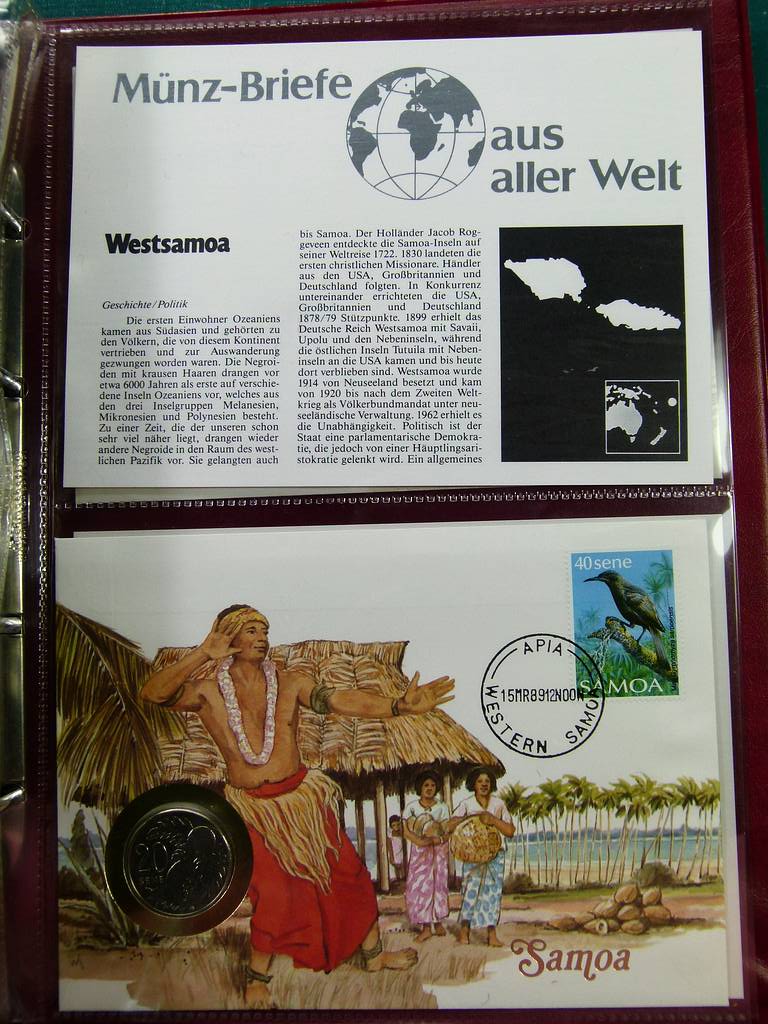 Münz-Briefe
aus
aller Welt
Westsamoa
Geschichte/Politik
Die ersten Einwohner Ozeaniens
kamen aus Südasien und gehörten zu
den Völkern, die von diesem Kontinent
vertrieben und zur Auswanderung
gezwungen worden waren. Die Negroi-
den mit krausen Haaren drangen vor
etwa 6000 Jahren als erste auf verschie-
dene Inseln Ozeaniens vor, welches aus
den drei Inselgruppen Melanesien,
Mikronesien und Polynesien besteht.
Zu einer Zeit, die der unseren schon
sehr viel näher liegt, drangen wieder
andere Negroide in den Raum des west-
lichen Pazifik vor. Sie gelangten auch
bis Samoa. Der Holländer Jacob Rog-
geveen entdeckte die Samoa-Inseln auf
seiner Weltreise 1722. 1830 landeten die
ersten christlichen Missionare. Händler
aus den USA, Großbritannien und
Deutschland folgten. In Konkurrenz
untereinander errichteten die USA,
Großbritannien und Deutschland
1878/79 Stützpunkte. 1899 erhielt das
Deutsche Reich Westsamoa mit Savaii,
Upolu und den Nebeninseln, während
die östlichen Inseln Tutuila mit Neben-
inseln an die USA kamen und bis heute
dort verblieben sind. Westsamoa wurde
1914 von Neuseeland besetzt und kam
von 1920 bis nach dem Zweiten Welt-
krieg als Völkerbundmandat unter neu-
seeländische Verwaltung. 1962 erhielt es
die Unabhängigkeit. Politisch ist der
Staat eine parlamentarische Demokra-
tie, die jedoch von einer Häuptlingsari-
stokratie gelenkt wird. Ein allgemeines
40 sene
SAMOA
APIA
15MR8912NOON
WESTERN SAMOA
20
Samoa